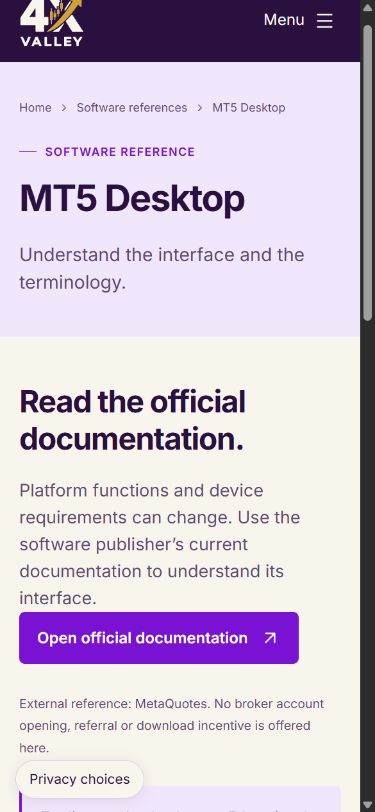 4X
VALLEY
Menu
Home > Software references > MT5 Desktop
SOFTWARE REFERENCE
MT5 Desktop
Understand the interface and the
terminology.
Read the official
documentation.
Platform functions and device
requirements can change. Use the
software publisher’s current
documentation to understand its
interface.
Open official documentation ↗
External reference: MetaQuotes. No broker account
opening, referral or download incentive is offered
here.
Privacy choices